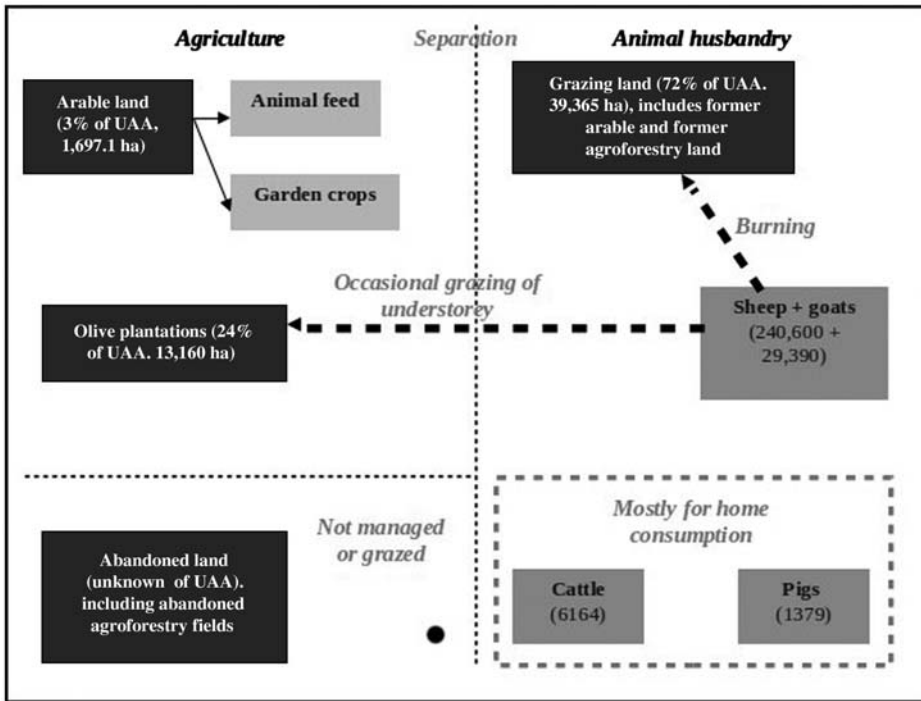 Agriculture
Separation
Animal husbandry
Arable land
(3% of UAA,
1,697.1 ha)
Animal feed
Garden crops
Grazing land (72% of UAA.
39,365 ha), includes former
arable and former
agroforestry land
Burning
Occasional grazing of
understorey
Olive plantations (24%
of UAA. 13,160 ha)
Sheep + goats
(240,600 +
29,390)
Abandoned land
(unknown of UAA).
including abandoned
agroforestry fields
Not managed
or grazed
Mostly for home
consumption
Cattle
(6164)
Pigs
(1379)